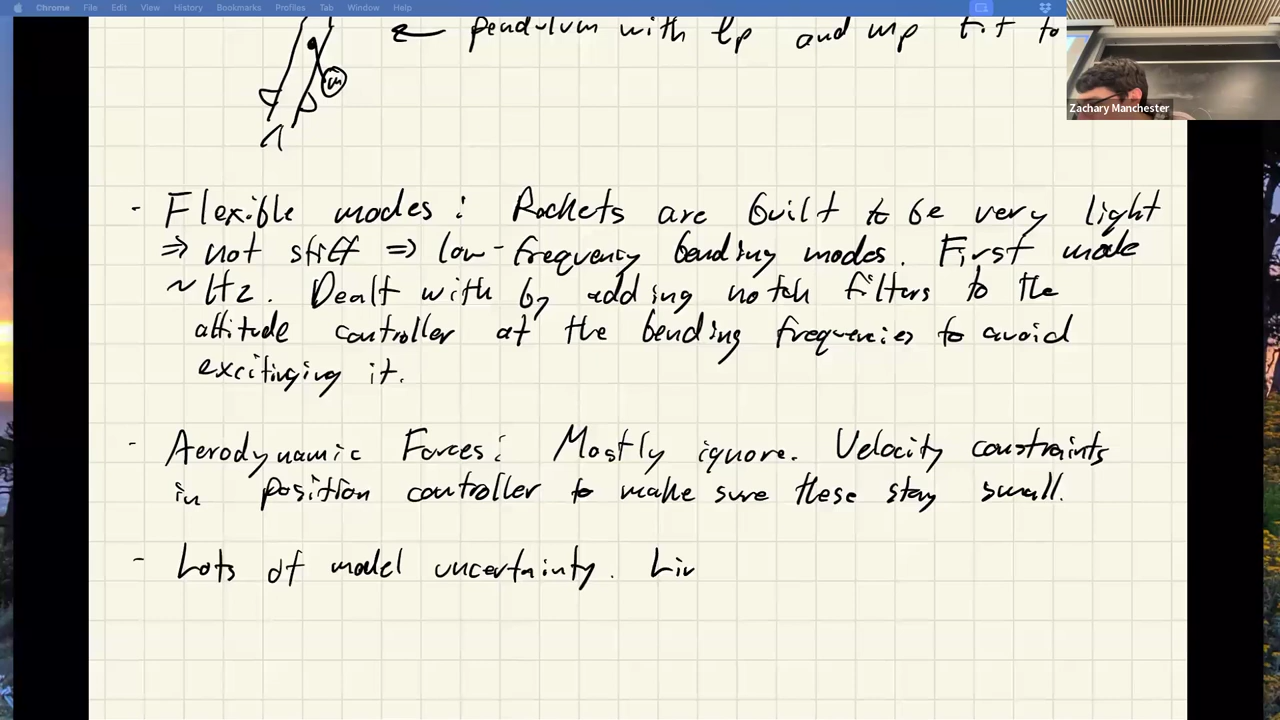 Chrome File Edit View History Bookmarks Profiles Tab Window Help
← pendulum with lp and mp fit to
m
Zachary Manchester
- Flexible modes : Rockets are built to be very light
⇒ not stiff ⇒ low-frequency bending modes. First mode
~ 1Hz. Dealt with by adding notch filters to the
attitude controller at the bending frequencies to avoid
excitinging it.
- Aerodynamic Forces : Mostly ignore. Velocity constraints
in position controller to make sure these stay small.
- Lots of model uncertainty. Liv